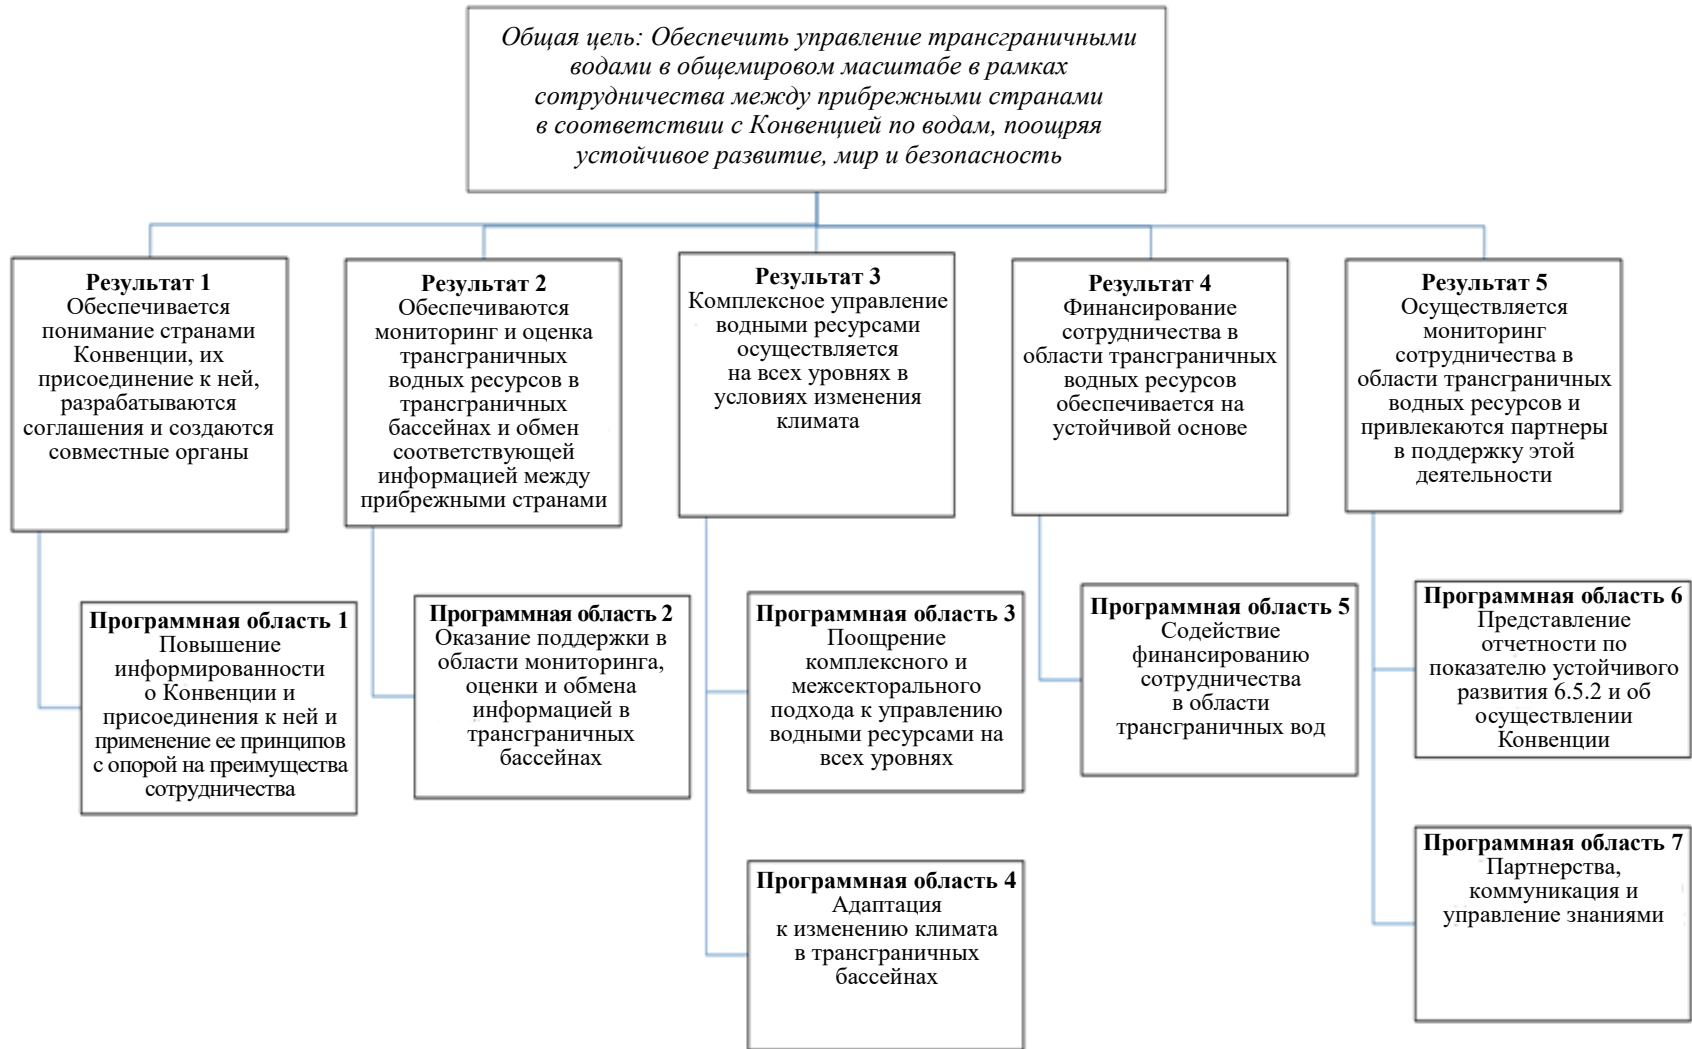 Общая цель: Обеспечить управление трансграничными
водами в общемировом масштабе в рамках
сотрудничества между прибрежными странами
в соответствии с Конвенцией по водам, поощряя
устойчивое развитие, мир и безопасность
Результат 1
Обеспечивается
понимание странами
Конвенции, их
присоединение к ней,
разрабатываются
соглашения и создаются
совместные органы
Результат 2
Обеспечиваются
мониторинг и оценка
трансграничных
водных ресурсов в
трансграничных
бассейнах и обмен
соответствующей
информацией между
прибрежными странами
Результат 3
Комплексное управление
водными ресурсами
осуществляется
на всех уровнях в
условиях изменения
климата
Результат 4
Финансирование
сотрудничества в
области трансграничных
водных ресурсов
обеспечивается на
устойчивой основе
Результат 5
Осуществляется
мониторинг
сотрудничества в
области трансграничных
водных ресурсов и
привлекаются партнеры
в поддержку этой
деятельности
Программная область 1
Повышение
информированности
о Конвенции и
присоединения к ней и
применение ее принципов
с опорой на преимущества
сотрудничества
Программная область 2
Оказание поддержки в
области мониторинга,
оценки и обмена
информацией в
трансграничных
бассейнах
Программная область 3
Поощрение
комплексного и
межсекторального
подхода к управлению
водными ресурсами на
всех уровнях
Программная область 4
Адаптация
к изменению климата
в трансграничных
бассейнах
Программная область 5
Содействие
финансированию
сотрудничества
в области
трансграничных вод
Программная область 6
Представление
отчетности по
показателю устойчивого
развития 6.5.2 и об
осуществлении
Конвенции
Программная область 7
Партнерства,
коммуникация и
управление знаниями